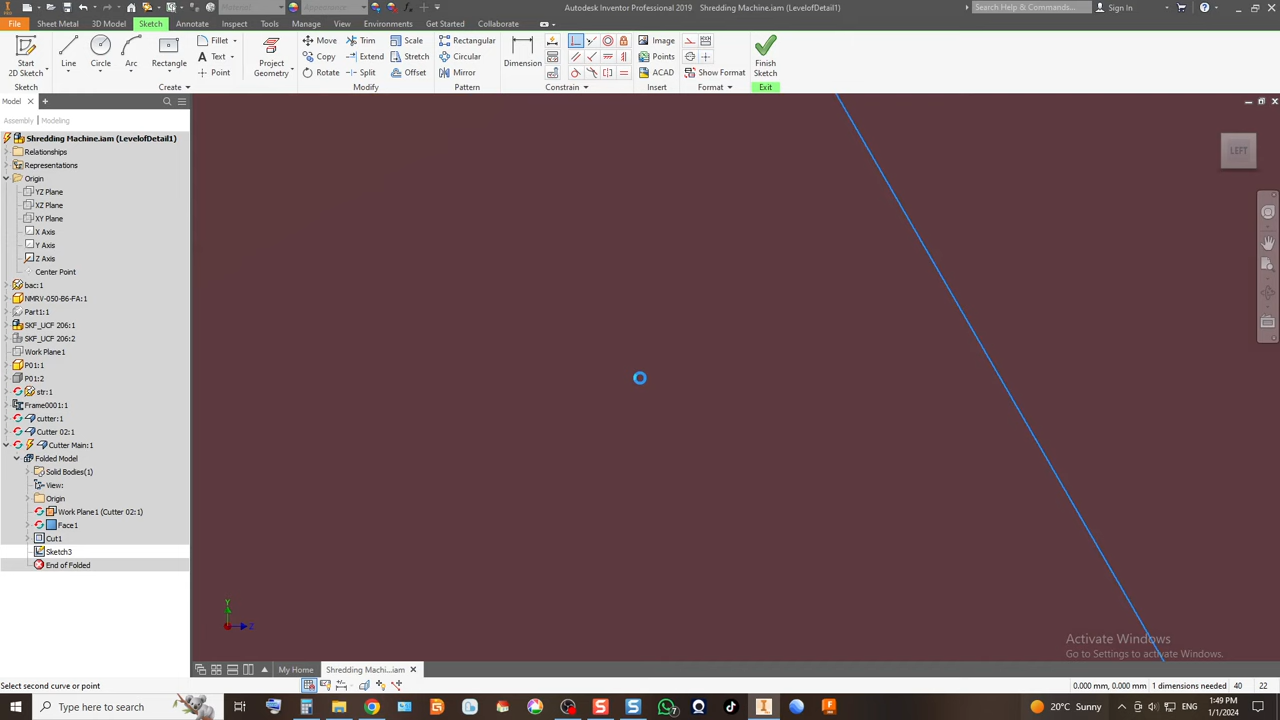 Material
Appearance
Autodesk Inventor Professional 2019   Shredding Machine.iam (LevelofDetail1)
Search Help & Commands...
Sign In
File
Sheet Metal
3D Model
Sketch
Annotate
Inspect
Tools
Manage
View
Environments
Get Started
Collaborate
Start
2D Sketch
Line
Circle
Arc
Rectangle
Fillet
Text
Point
Project
Geometry
Move
Copy
Rotate
Trim
Extend
Split
Scale
Stretch
Offset
Rectangular
Circular
Mirror
Dimension
Image
Points
ACAD
Show Format
Finish
Sketch
Sketch
Create
Modify
Pattern
Constrain
Insert
Format
Exit
Model
Assembly
Modeling
Shredding Machine.iam (LevelofDetail1)
Relationships
Representations
Origin
YZ Plane
XZ Plane
XY Plane
X Axis
Y Axis
Z Axis
Center Point
bac:1
NMRV-050-B6-FA:1
Part1:1
SKF_UCF 206:1
SKF_UCF 206:2
Work Plane1
P01:1
P01:2
str:1
Frame0001:1
cutter:1
Cutter 02:1
Cutter Main:1
Folded Model
Solid Bodies(1)
View:
Origin
Work Plane1 (Cutter 02:1)
Face1
Cut1
Sketch3
End of Folded
LEFT
Y
Z
Activate Windows
Go to Settings to activate Windows.
My Home
Shredding Machi...iam
Select second curve or point
0.000 mm, 0.000 mm
1 dimensions needed
40
22
Type here to search
20°C Sunny
ENG
1:49 PM
1/1/2024